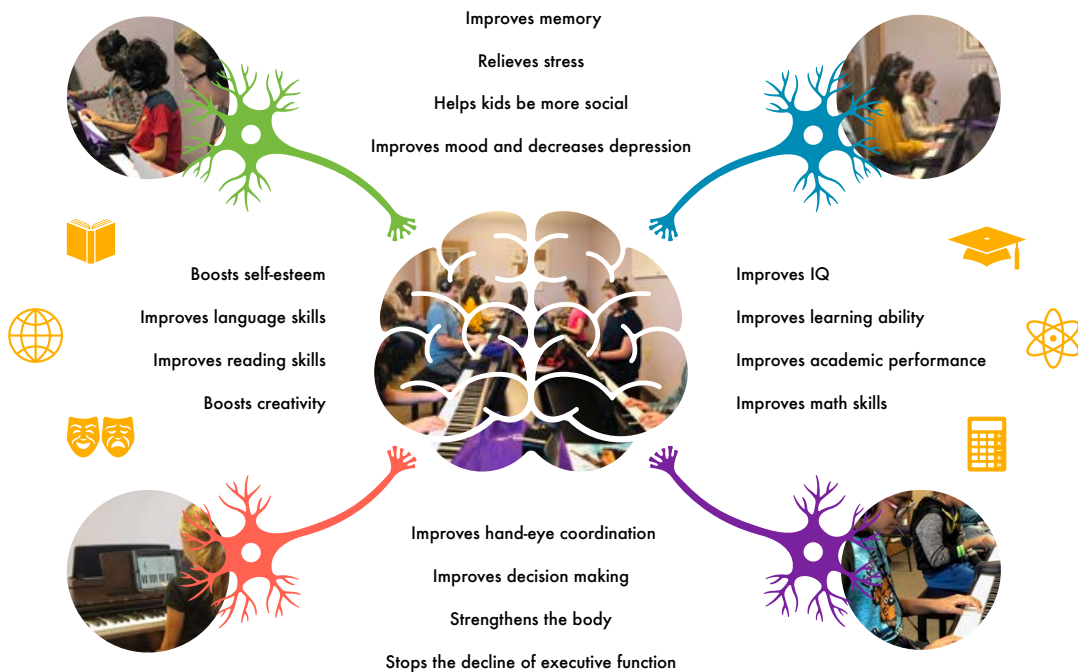 Improves memory
Relieves stress
Helps kids be more social
Improves mood and decreases depression
Boosts self-esteem
Improves language skills
Improves reading skills
Boosts creativity
Improves IQ
Improves learning ability
Improves academic performance
Improves math skills
Improves hand-eye coordination
Improves decision making
Strengthens the body
Stops the decline of executive function